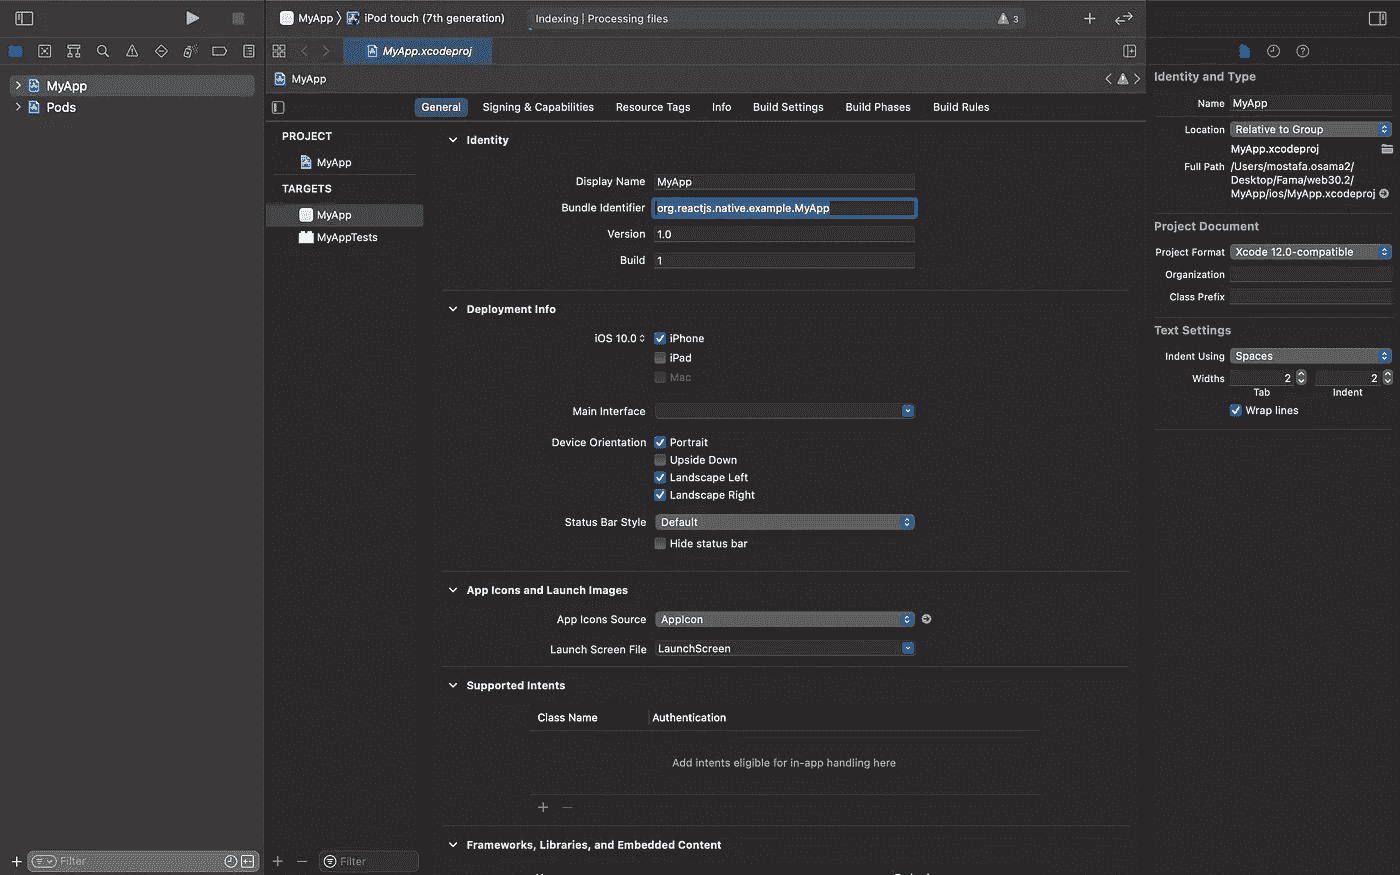 MyApp
iPod touch (7th generation)
Indexing | Processing files
3
MyApp.xcodeproj
MyApp
Pods
MyApp
General
Signing & Capabilities
Resource Tags
Info
Build Settings
Build Phases
Build Rules
PROJECT
MyApp
TARGETS
MyApp
MyAppTests
Identity
Display Name
MyApp
Bundle Identifier
org.reactjs.native.example.MyApp
Version
1.0
Build
1
Deployment Info
iOS 10.0
iPhone
iPad
Mac
Main Interface
Device Orientation
Portrait
Upside Down
Landscape Left
Landscape Right
Status Bar Style
Default
Hide status bar
App Icons and Launch Images
App Icons Source
AppIcon
Launch Screen File
LaunchScreen
Supported Intents
Class Name
Authentication
Add intents eligible for in-app handling here
Frameworks, Libraries, and Embedded Content
Filter
Filter
Identity and Type
Name
MyApp
Location
Relative to Group
MyApp.xcodeproj
Full Path
/Users/mostafa.osama2/
Desktop/Fama/web30.2/
MyApp/ios/MyApp.xcodeproj
Project Document
Project Format
Xcode 12.0-compatible
Organization
Class Prefix
Text Settings
Indent Using
Spaces
Widths
2
2
Tab
Indent
Wrap lines